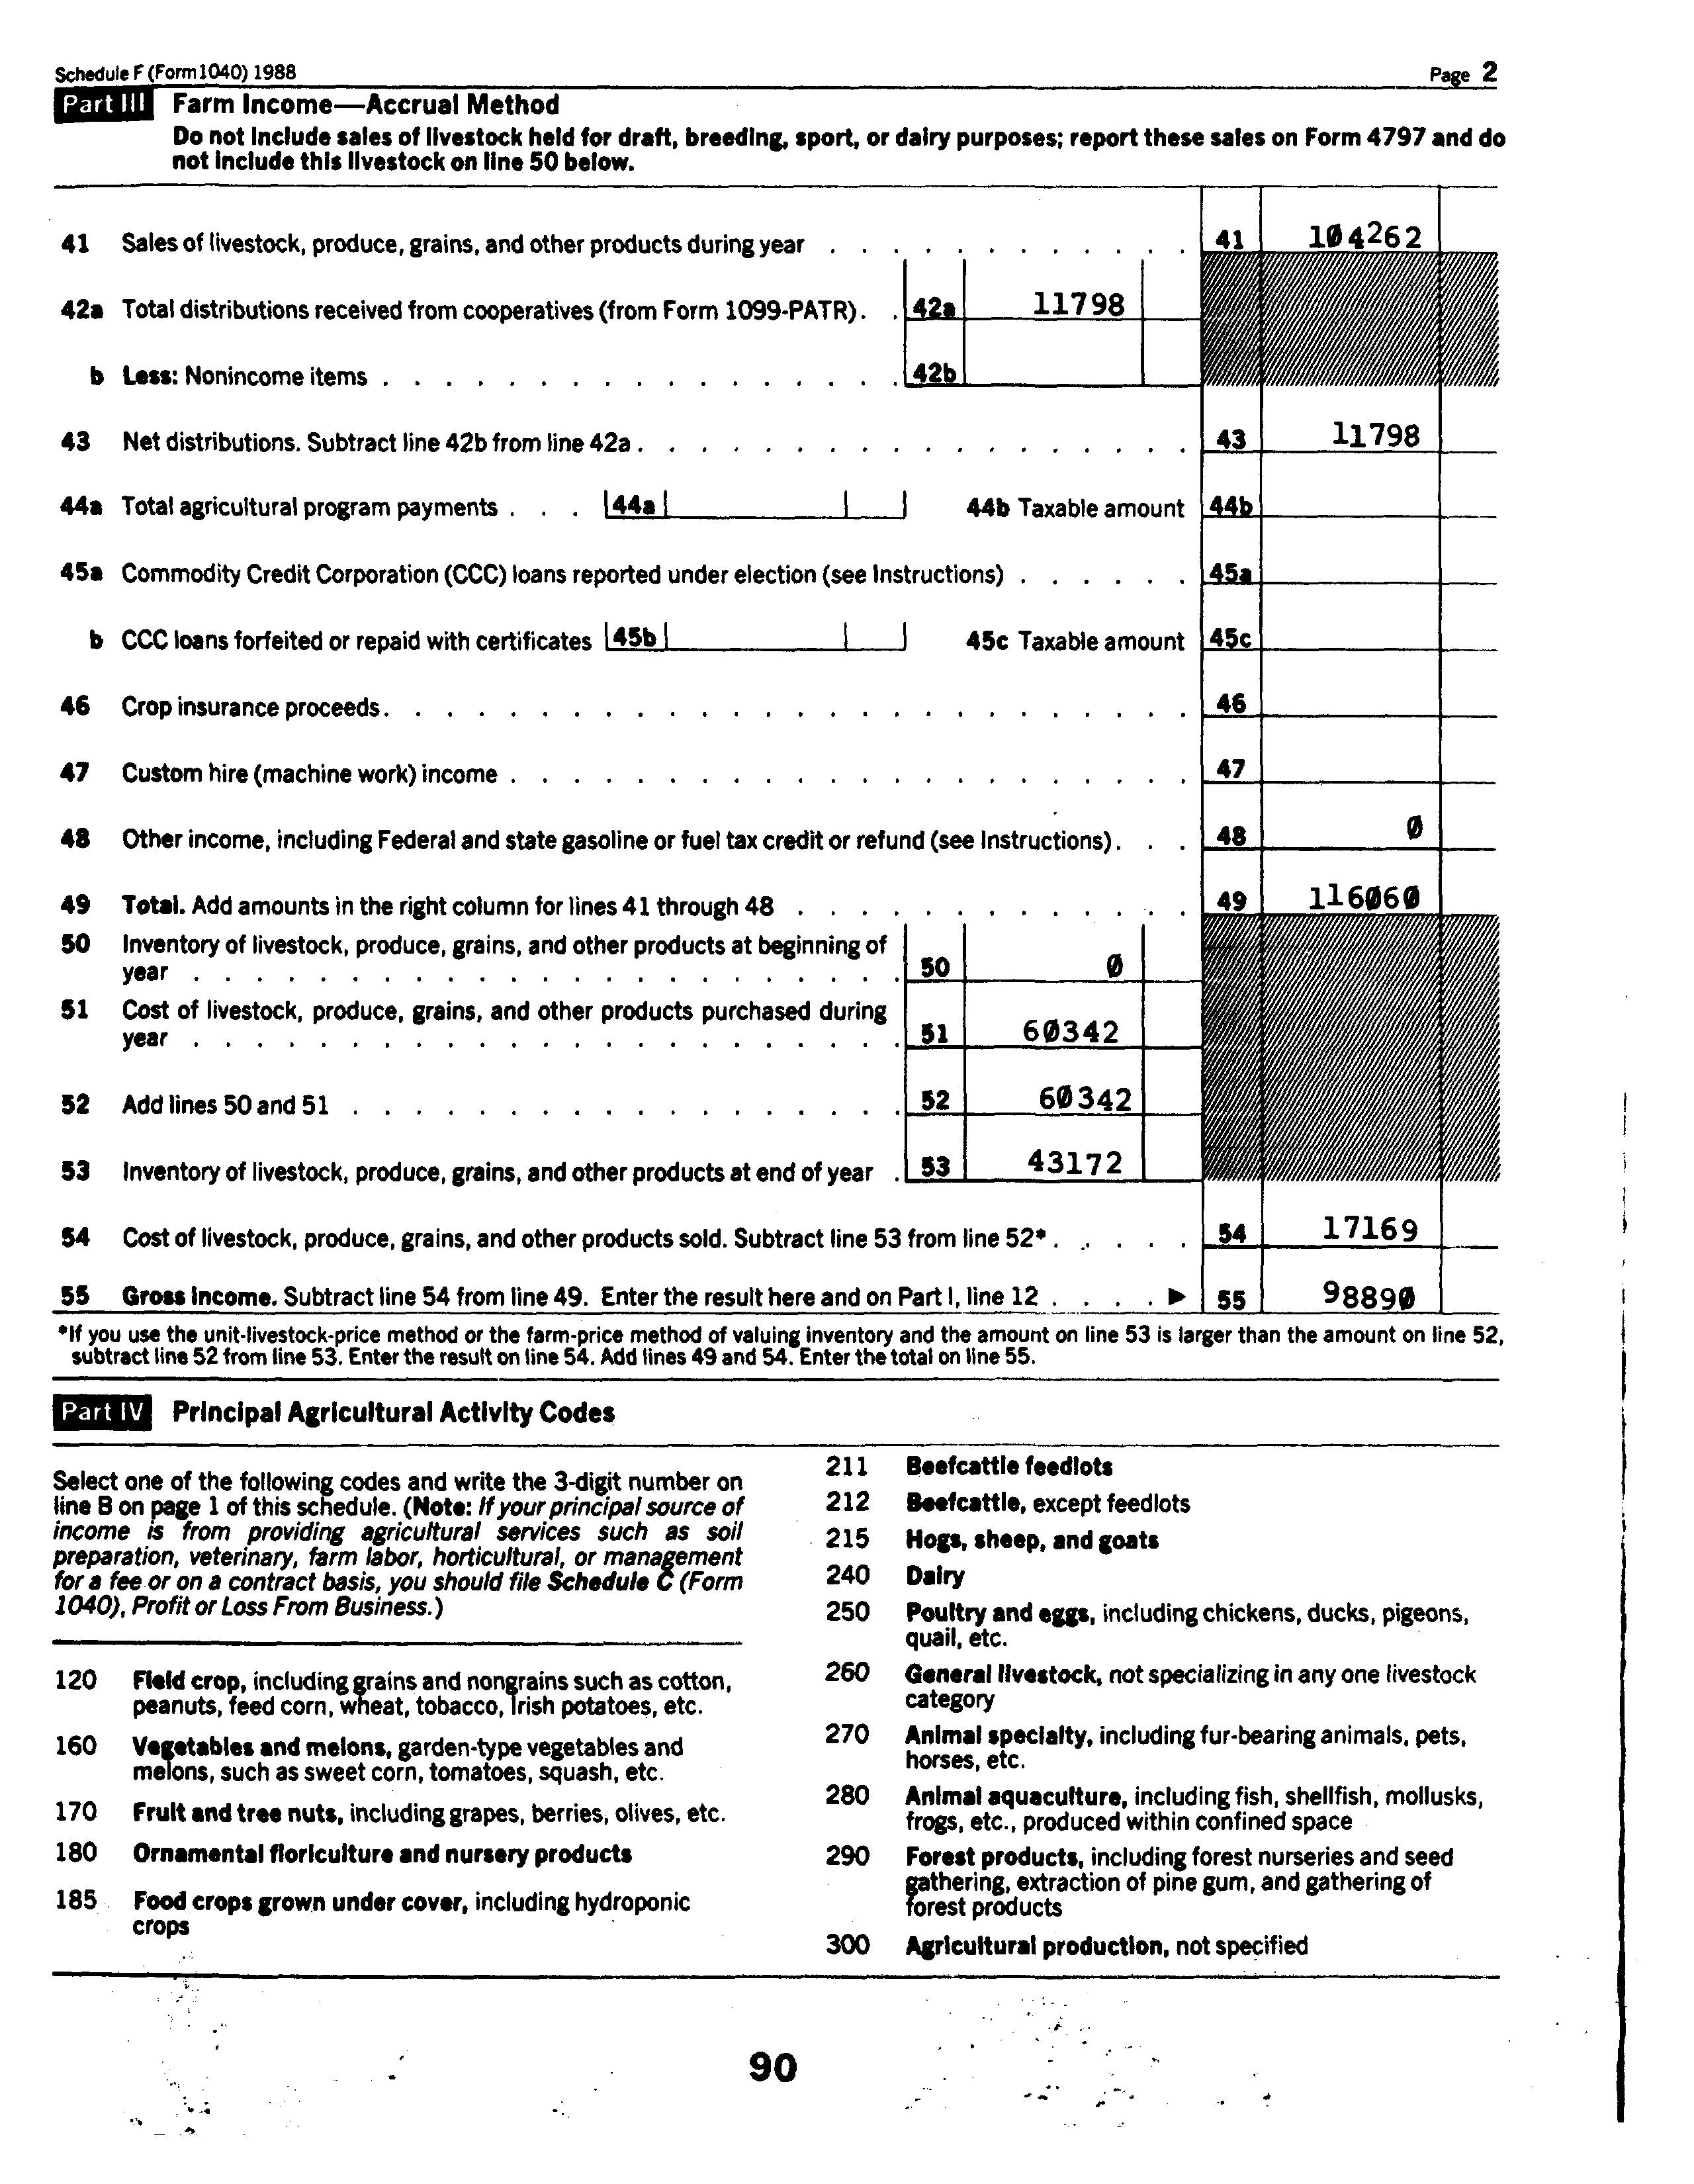 Schedule F (Form 1040) 1988 Page 2
Part III Farm Income—Accrual Method
Do not include sales of livestock held for draft, breeding, sport, or dairy purposes; report these sales on Form 4797 and do
not include this livestock on line 50 below.
41 Sales of livestock, produce, grains, and other products during year . . . . . . . . . . . . 41 104262
42a Total distributions received from cooperatives (from Form 1099-PATR) . . 42a 11798
b Less: Nonincome items . . . . . . . . . . . . . . . . . 42b
43 Net distributions. Subtract line 42b from line 42a . . . . . . . . . . . . . . . . . . 43 11798
44a Total agricultural program payments . . . 44a 44b Taxable amount 44b
45a Commodity Credit Corporation (CCC) loans reported under election (see Instructions) . . . . . . 45a
b CCC loans forfeited or repaid with certificates 45b 45c Taxable amount 45c
46 Crop insurance proceeds . . . . . . . . . . . . . . . . . . . . . . . . . . 46
47 Custom hire (machine work) income . . . . . . . . . . . . . . . . . . . . . . 47
48 Other income, including Federal and state gasoline or fuel tax credit or refund (see Instructions) . . . 48 0
49 Total. Add amounts in the right column for lines 41 through 48 . . . . . . . . . . . . . 49 116060
50 Inventory of livestock, produce, grains, and other products at beginning of
year . . . . . . . . . . . . . . . . . . . . . . . 50 0
51 Cost of livestock, produce, grains, and other products purchased during
year . . . . . . . . . . . . . . . . . . . . . . . 51 60342
52 Add lines 50 and 51 . . . . . . . . . . . . . . . . . . 52 60342
53 Inventory of livestock, produce, grains, and other products at end of year . 53 43172
54 Cost of livestock, produce, grains, and other products sold. Subtract line 53 from line 52* . . . . . 54 17169
55 Gross income. Subtract line 54 from line 49. Enter the result here and on Part I, line 12 . . . . ▶ 55 98890
*If you use the unit-livestock-price method or the farm-price method of valuing inventory and the amount on line 53 is larger than the amount on line 52,
subtract line 52 from line 53. Enter the result on line 54. Add lines 49 and 54. Enter the total on line 55.
Part IV Principal Agricultural Activity Codes
Select one of the following codes and write the 3-digit number on
line B on page 1 of this schedule. (Note: If your principal source of
income is from providing agricultural services such as soil
preparation, veterinary, farm labor, horticultural, or management
for a fee or on a contract basis, you should file Schedule C (Form
1040), Profit or Loss From Business.)
120 Field crop, including grains and nongrains such as cotton,
peanuts, feed corn, wheat, tobacco, Irish potatoes, etc.
160 Vegetables and melons, garden-type vegetables and
melons, such as sweet corn, tomatoes, squash, etc.
170 Fruit and tree nuts, including grapes, berries, olives, etc.
180 Ornamental floriculture and nursery products
185 Food crops grown under cover, including hydroponic
crops
211 Beefcattle feedlots
212 Beefcattle, except feedlots
215 Hogs, sheep, and goats
240 Dairy
250 Poultry and eggs, including chickens, ducks, pigeons,
quail, etc.
260 General livestock, not specializing in any one livestock
category
270 Animal specialty, including fur-bearing animals, pets,
horses, etc.
280 Animal aquaculture, including fish, shellfish, mollusks,
frogs, etc., produced within confined space
290 Forest products, including forest nurseries and seed
gathering, extraction of pine gum, and gathering of
forest products
300 Agricultural production, not specified
90